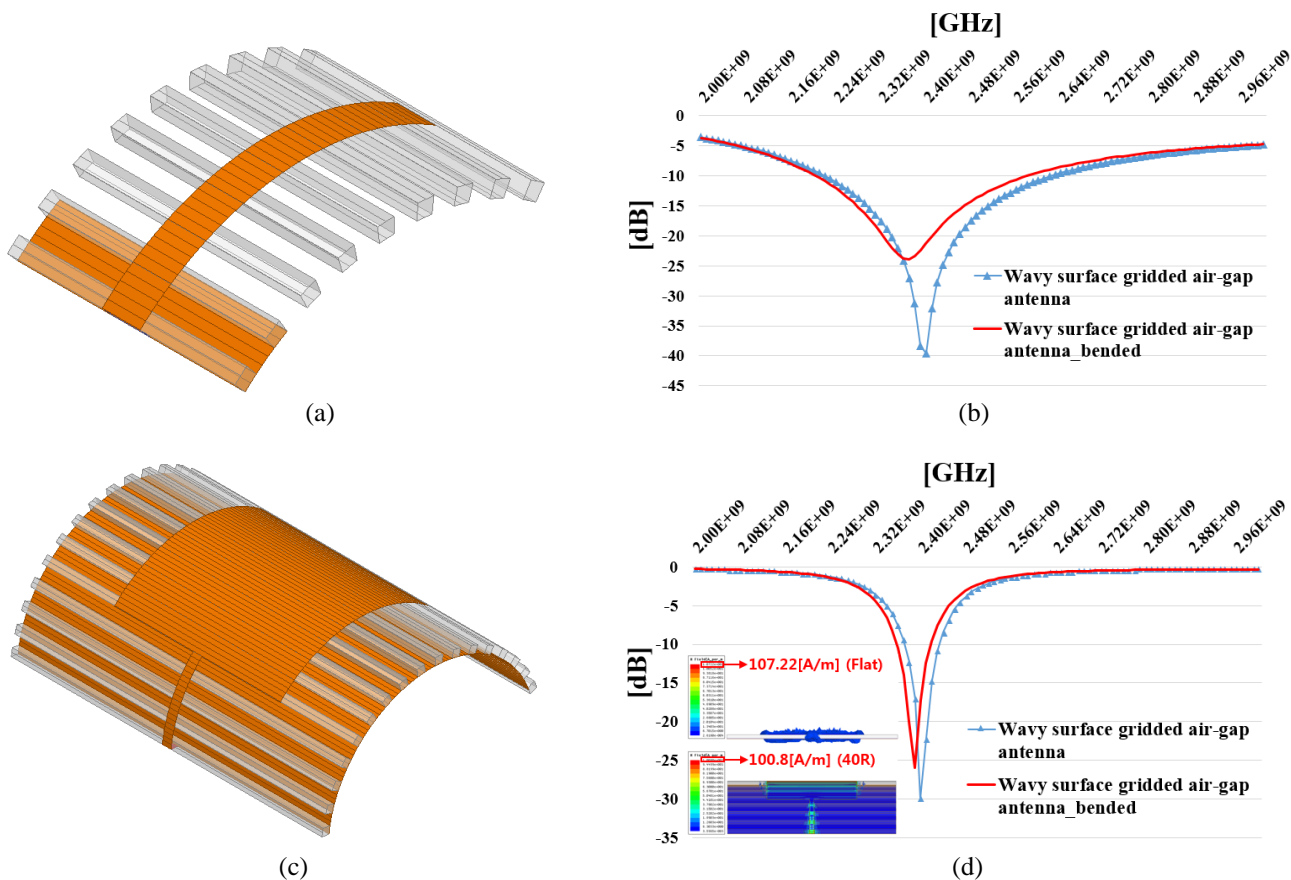 [GHz]
2.00E+09
2.08E+09
2.16E+09
2.24E+09
2.32E+09
2.40E+09
2.48E+09
2.56E+09
2.64E+09
2.72E+09
2.80E+09
2.88E+09
2.96E+09
0
-5
-10
-15
-20
-25
-30
-35
-40
-45
[dB]
Wavy surface gridded air-gap
antenna
Wavy surface gridded air-gap
antenna_bended
(a)
(b)
[GHz]
2.00E+09
2.08E+09
2.16E+09
2.24E+09
2.32E+09
2.40E+09
2.48E+09
2.56E+09
2.64E+09
2.72E+09
2.80E+09
2.88E+09
2.96E+09
0
-5
-10
-15
-20
-25
-30
-35
[dB]
107.22[A/m] (Flat)
100.8[A/m] (40R)
Wavy surface gridded air-gap
antenna
Wavy surface gridded air-gap
antenna_bended
(c)
(d)